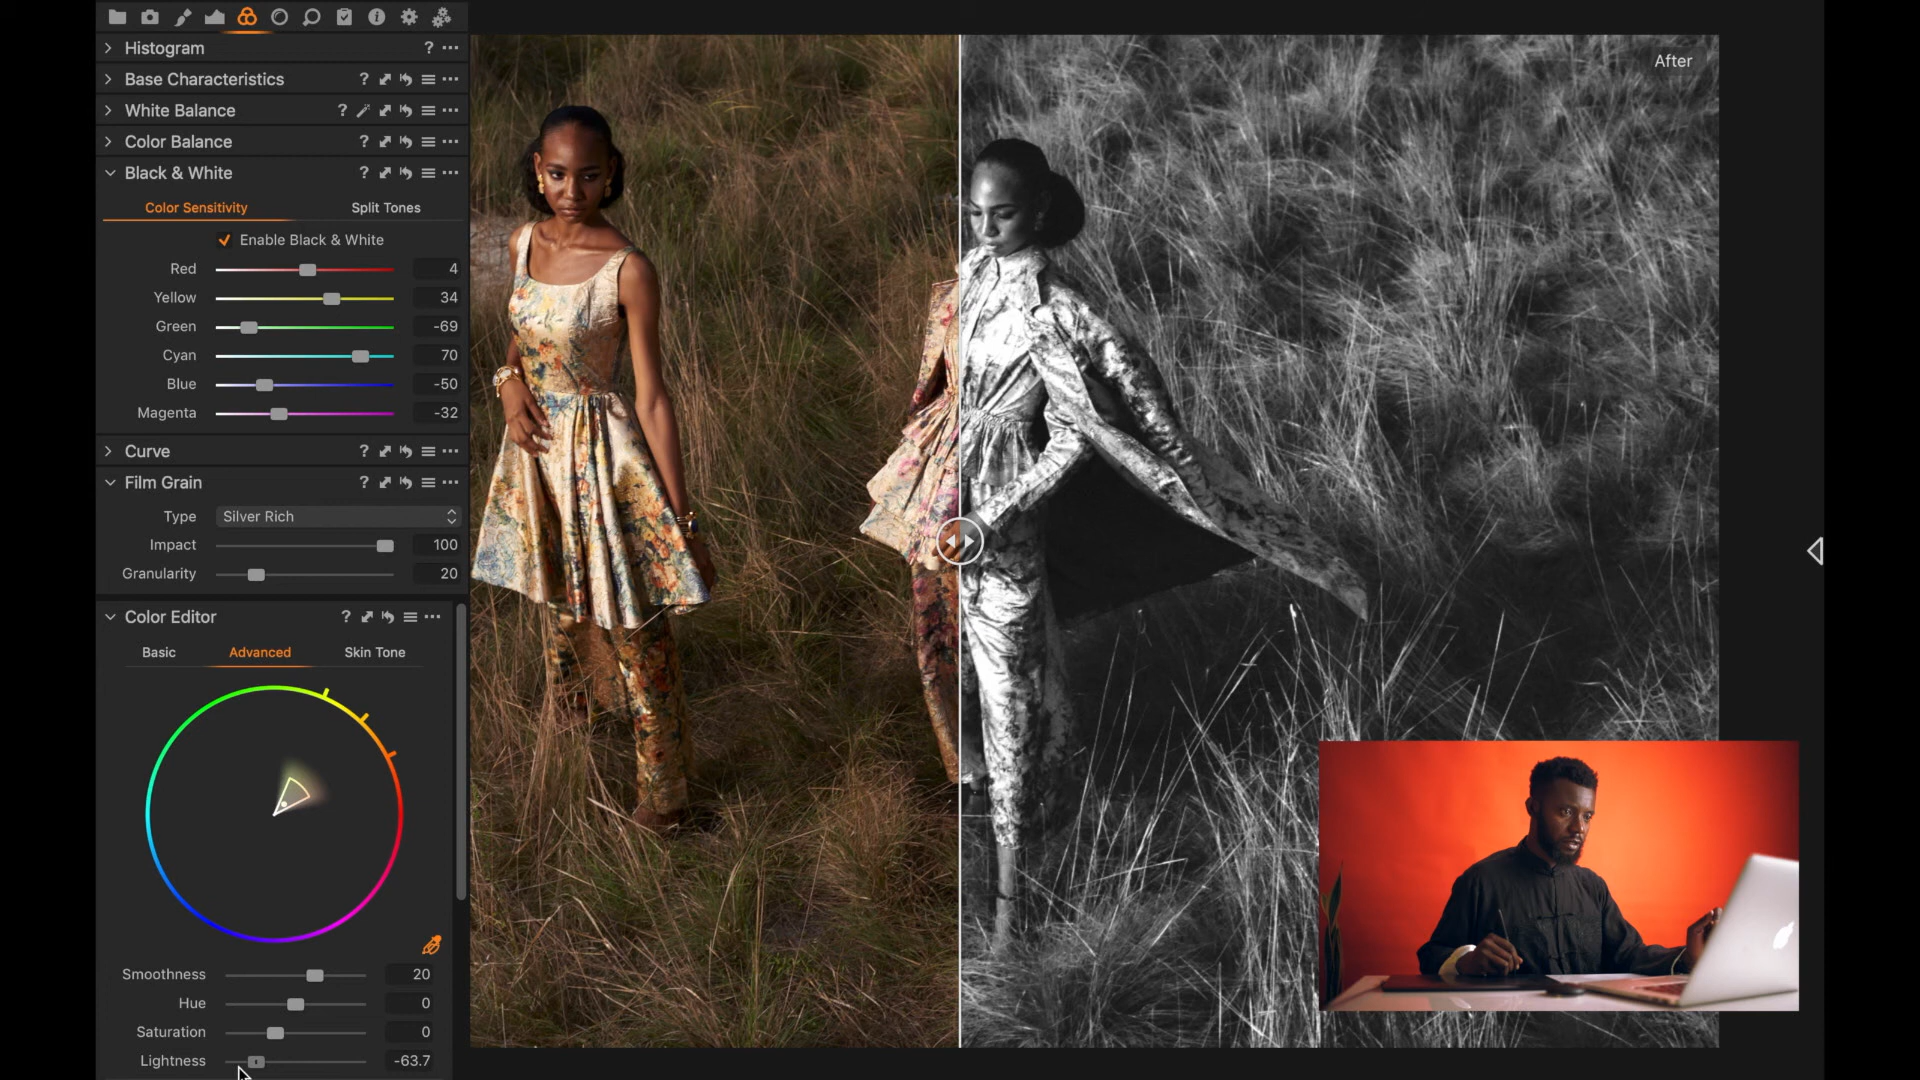 Histogram ?
Base Characteristics ?
White Balance ?
Color Balance ?
Black & White ?
Color Sensitivity Split Tones
Enable Black & White
Red 4
Yellow 34
Green -69
Cyan 70
Blue -50
Magenta -32
Curve ?
Film Grain ?
Type Silver Rich
Impact 100
Granularity 20
Color Editor ?
Basic Advanced Skin Tone
Smoothness 20
Hue 0
Saturation 0
Lightness -63.7
After